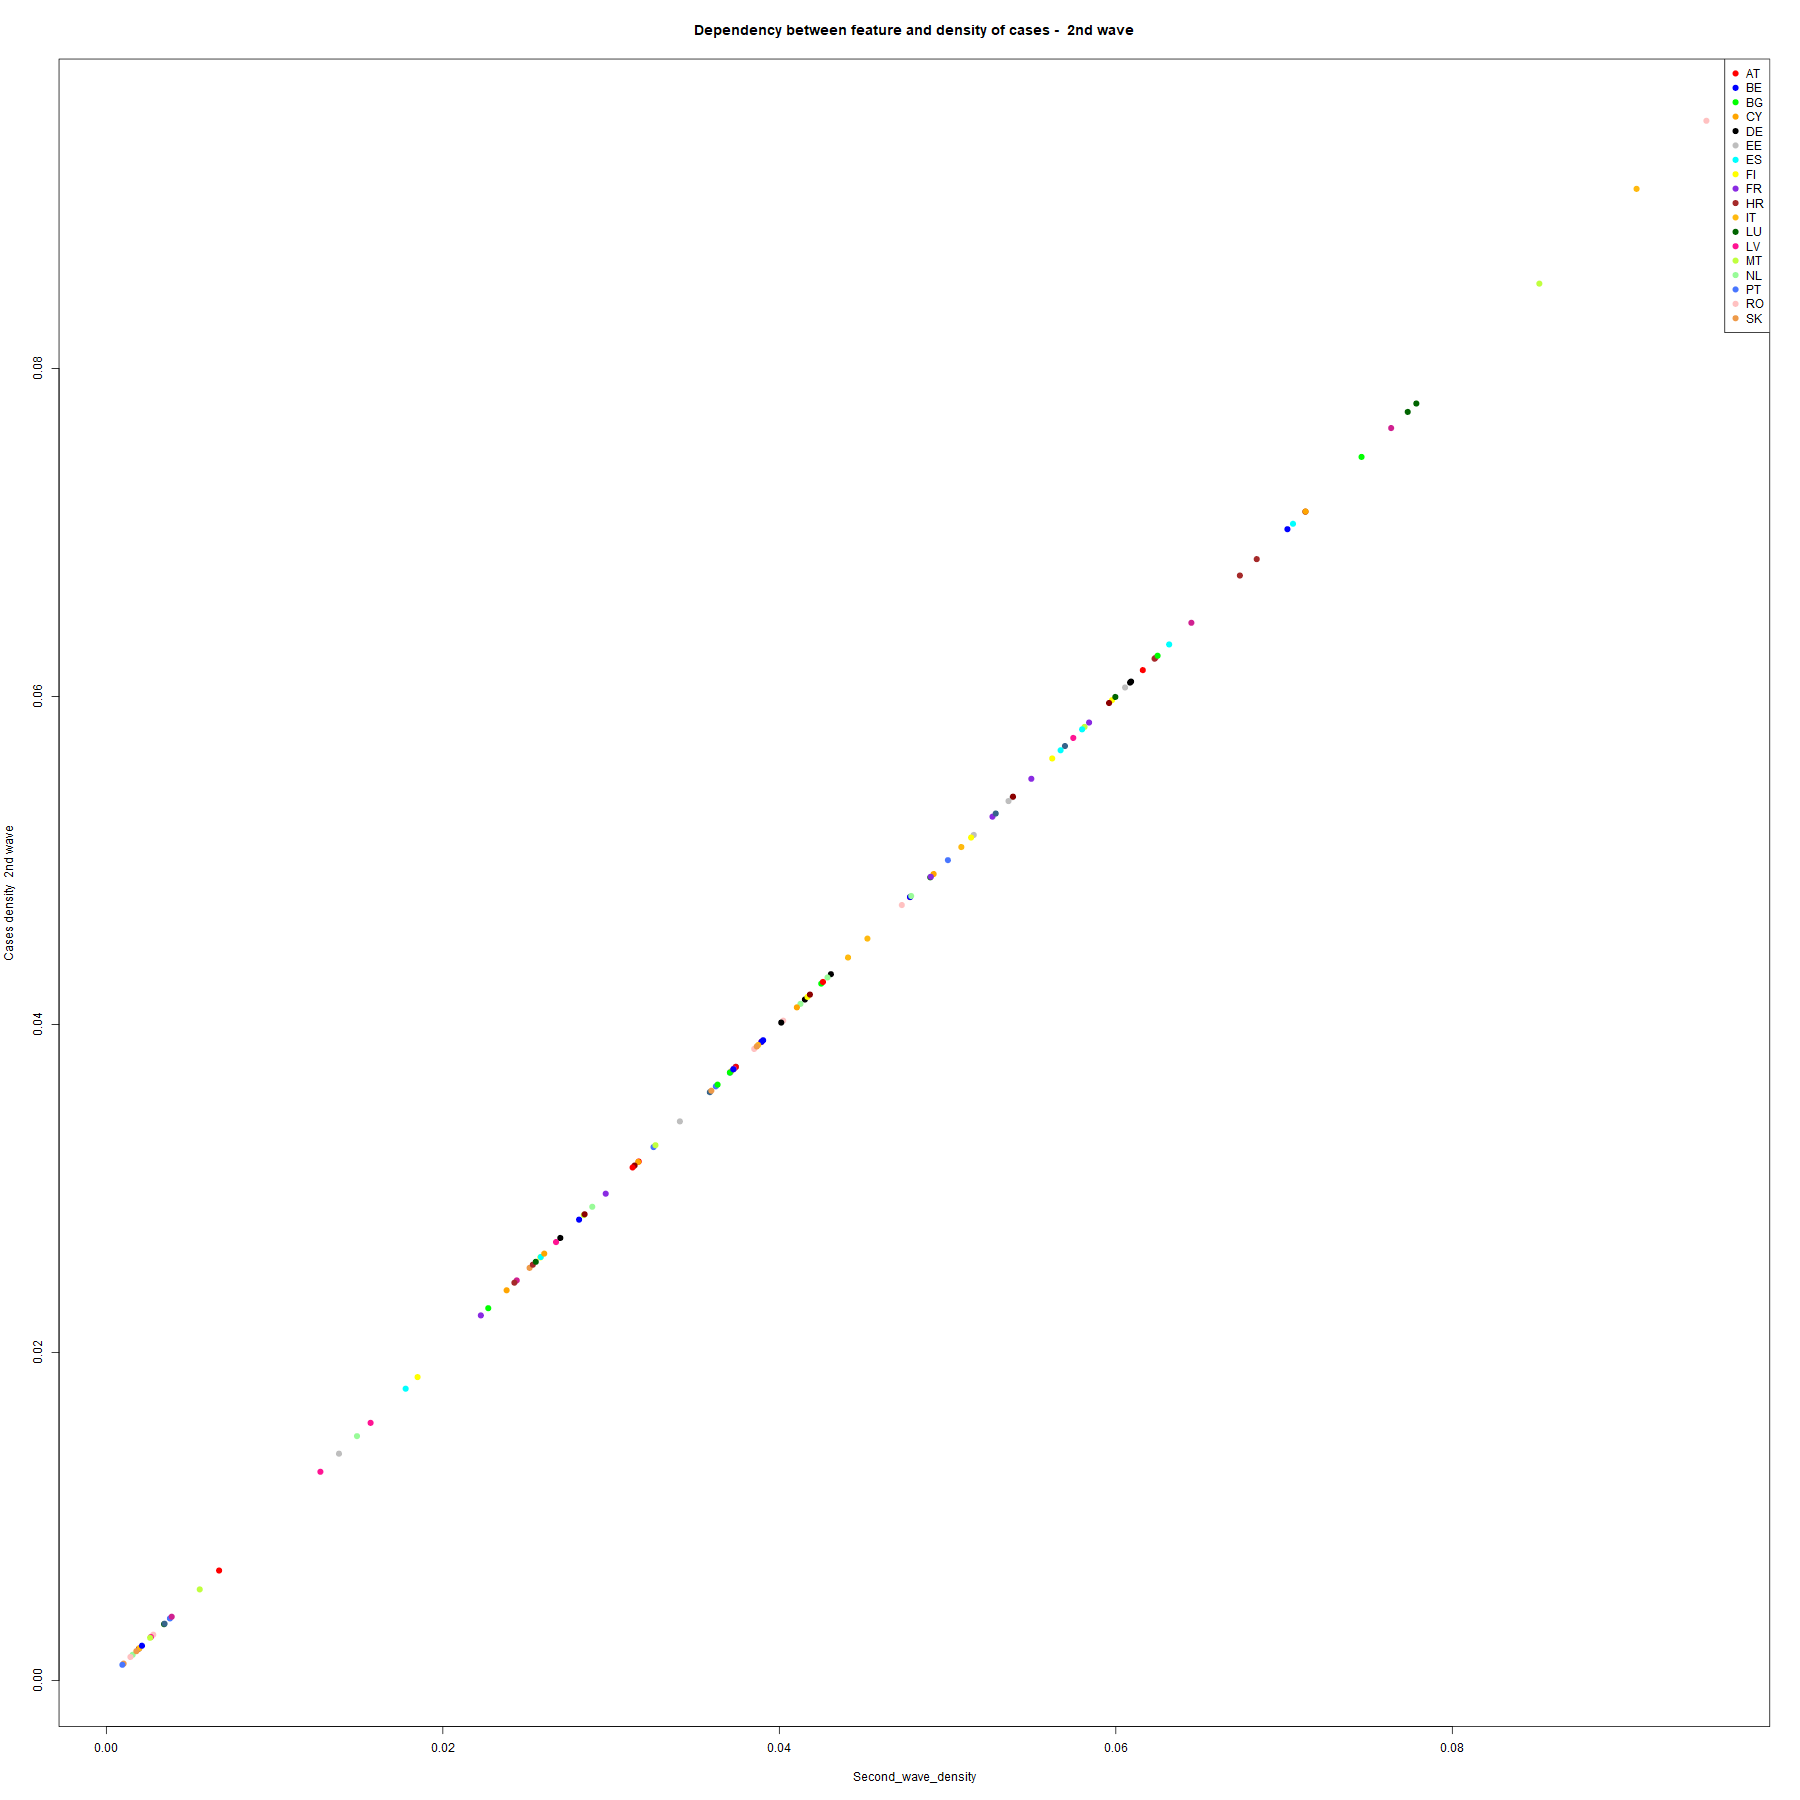 Dependency between feature and density of cases -  2nd wave
AT
BE
BG
CY
DE
EE
ES
FI
FR
HR
IT
LU
LV
MT
NL
PT
RO
SK
Cases density  2nd wave
0.00
0.02
0.04
0.06
0.08
0.00
0.02
0.04
0.06
0.08
Second_wave_density